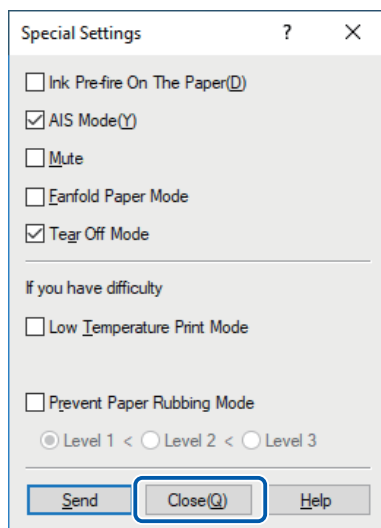 Special Settings ? ×
Ink Pre-fire On The Paper(D)
AIS Mode(Y)
Mute
Fanfold Paper Mode
Tear Off Mode
If you have difficulty
Low Temperature Print Mode
Prevent Paper Rubbing Mode
Level 1 < Level 2 < Level 3
Send Close(Q) Help